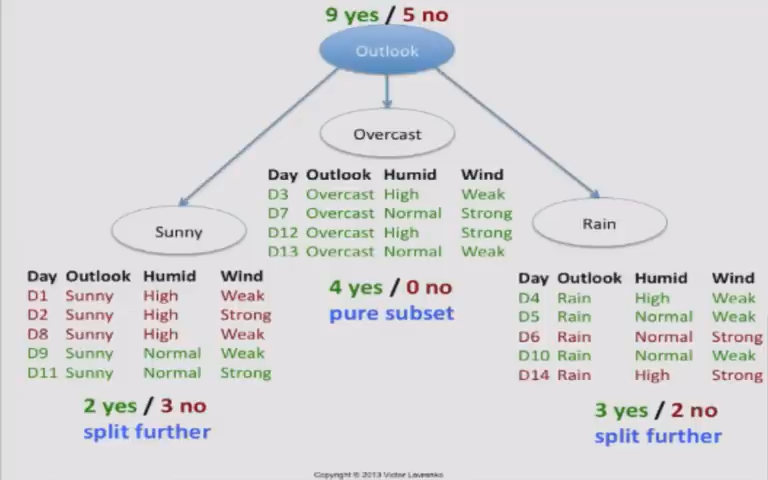 9 yes / 5 no
Outlook
Overcast
Day Outlook Humid Wind
D3 Overcast High Weak
D7 Overcast Normal Strong
D12 Overcast High Strong
D13 Overcast Normal Weak
4 yes / 0 no
pure subset
Sunny
Day Outlook Humid Wind
D1 Sunny High Weak
D2 Sunny High Strong
D8 Sunny High Weak
D9 Sunny Normal Weak
D11 Sunny Normal Strong
2 yes / 3 no
split further
Rain
Day Outlook Humid Wind
D4 Rain High Weak
D5 Rain Normal Weak
D6 Rain Normal Strong
D10 Rain Normal Weak
D14 Rain High Strong
3 yes / 2 no
split further
Copyright © 2013 Victor Lavrenko